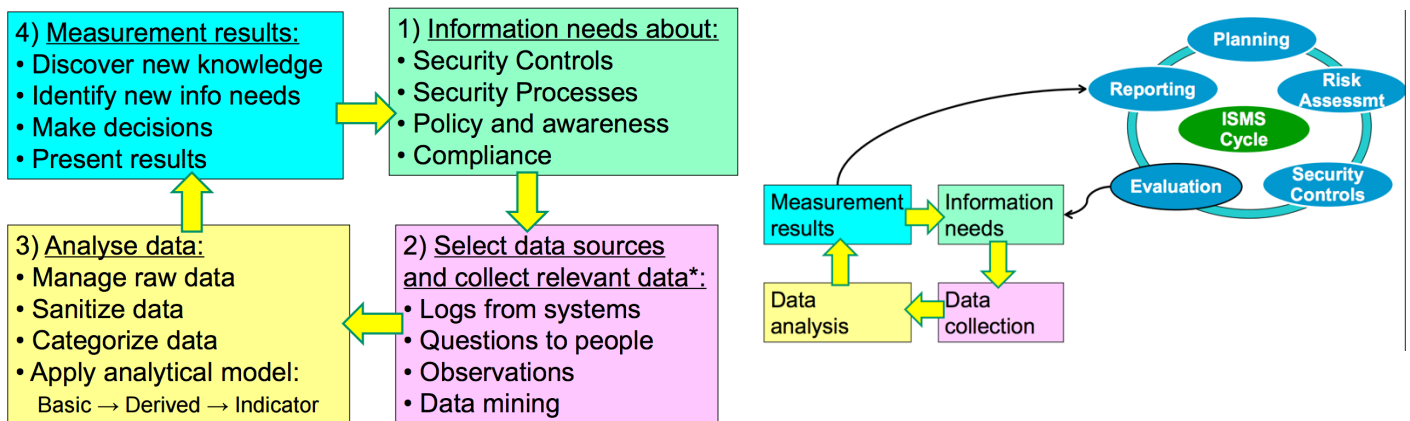 4) Measurement results:
• Discover new knowledge
• Identify new info needs
• Make decisions
• Present results
1) Information needs about:
• Security Controls
• Security Processes
• Policy and awareness
• Compliance
3) Analyse data:
• Manage raw data
• Sanitize data
• Categorize data
• Apply analytical model:
Basic → Derived → Indicator
2) Select data sources
and collect relevant data*:
• Logs from systems
• Questions to people
• Observations
• Data mining
Planning
Reporting
Risk
Assessmt
ISMS
Cycle
Evaluation
Security
Controls
Measurement
results
Information
needs
Data
analysis
Data
collection